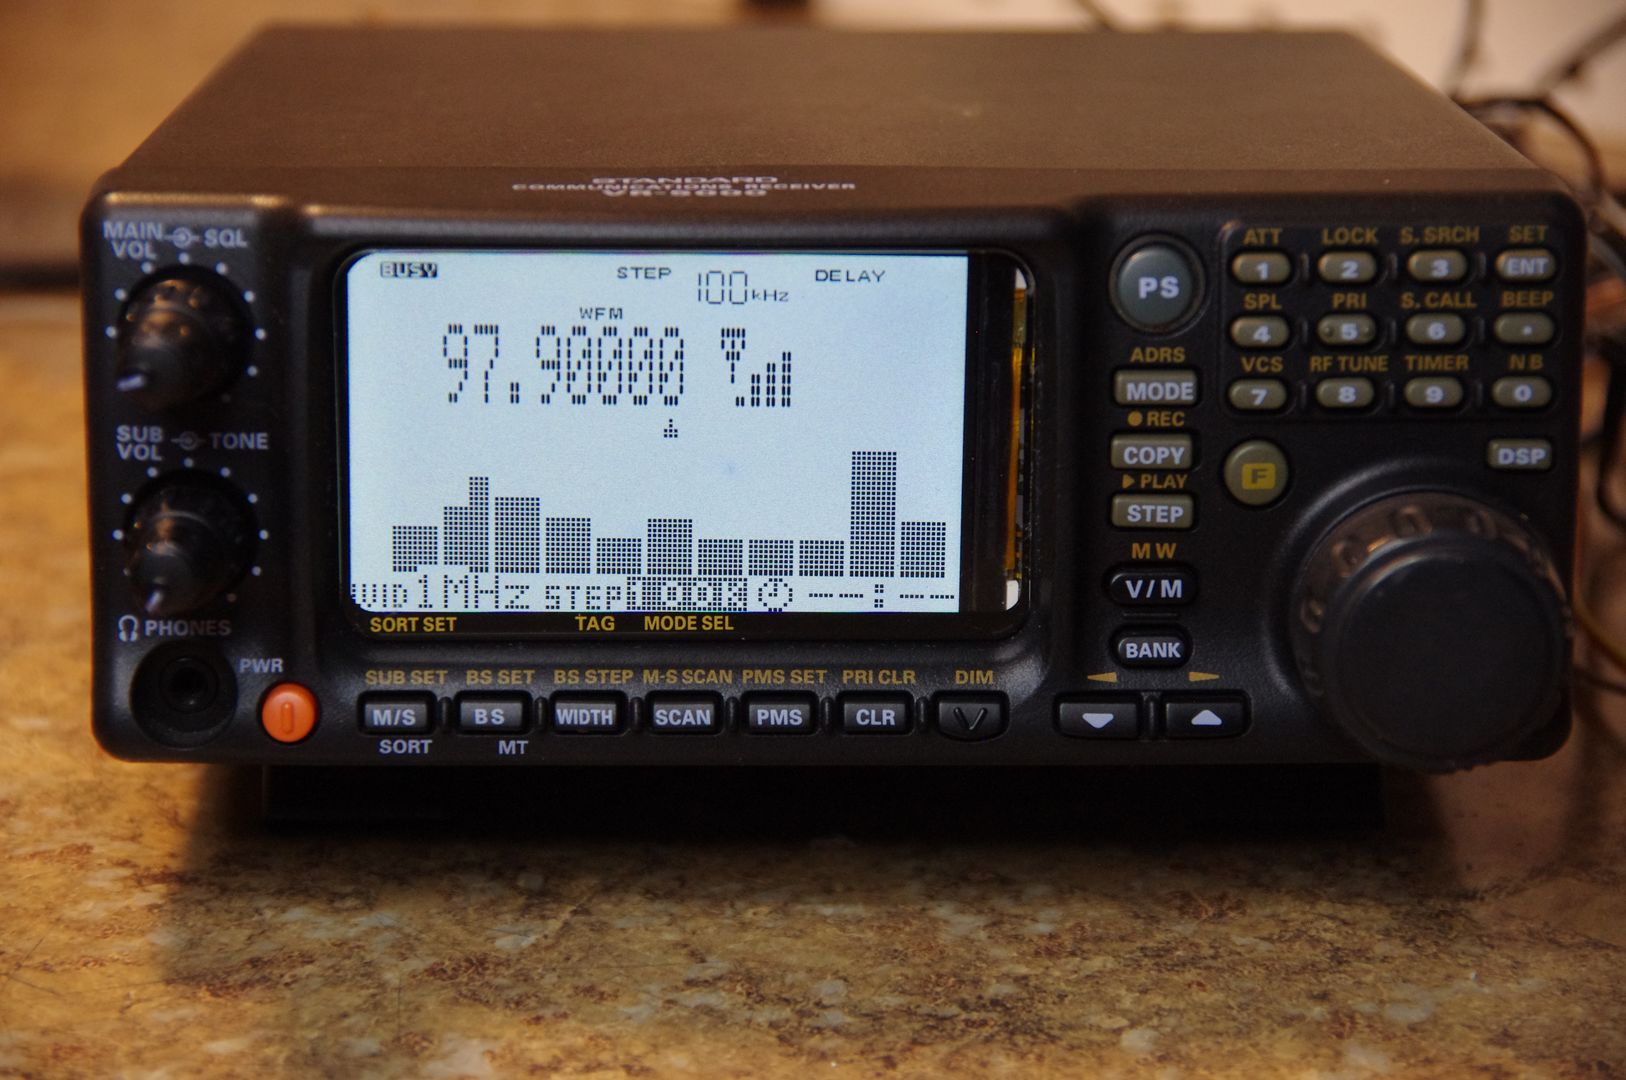 STANDARD
COMMUNICATIONS RECEIVER
VR-5000
MAIN VOL SQL
SUB VOL TONE
PHONES
PWR
BUSY STEP 100kHz DELAY
WFM
97.90000
WID1MHz STEP --:--
SORT SET TAG MODE SEL
SUB SET BS SET BS STEP M-S SCAN PMS SET PRI CLR DIM
M/S BS WIDTH SCAN PMS CLR V
SORT MT
PS
ADRS
MODE
REC
COPY
PLAY
STEP
MW
V/M
BANK
ATT LOCK S.SRCH SET
1 2 3 ENT
SPL PRI S.CALL BEEP
4 5 6 •
VCS RF TUNE TIMER NB
7 8 9 0
F DSP